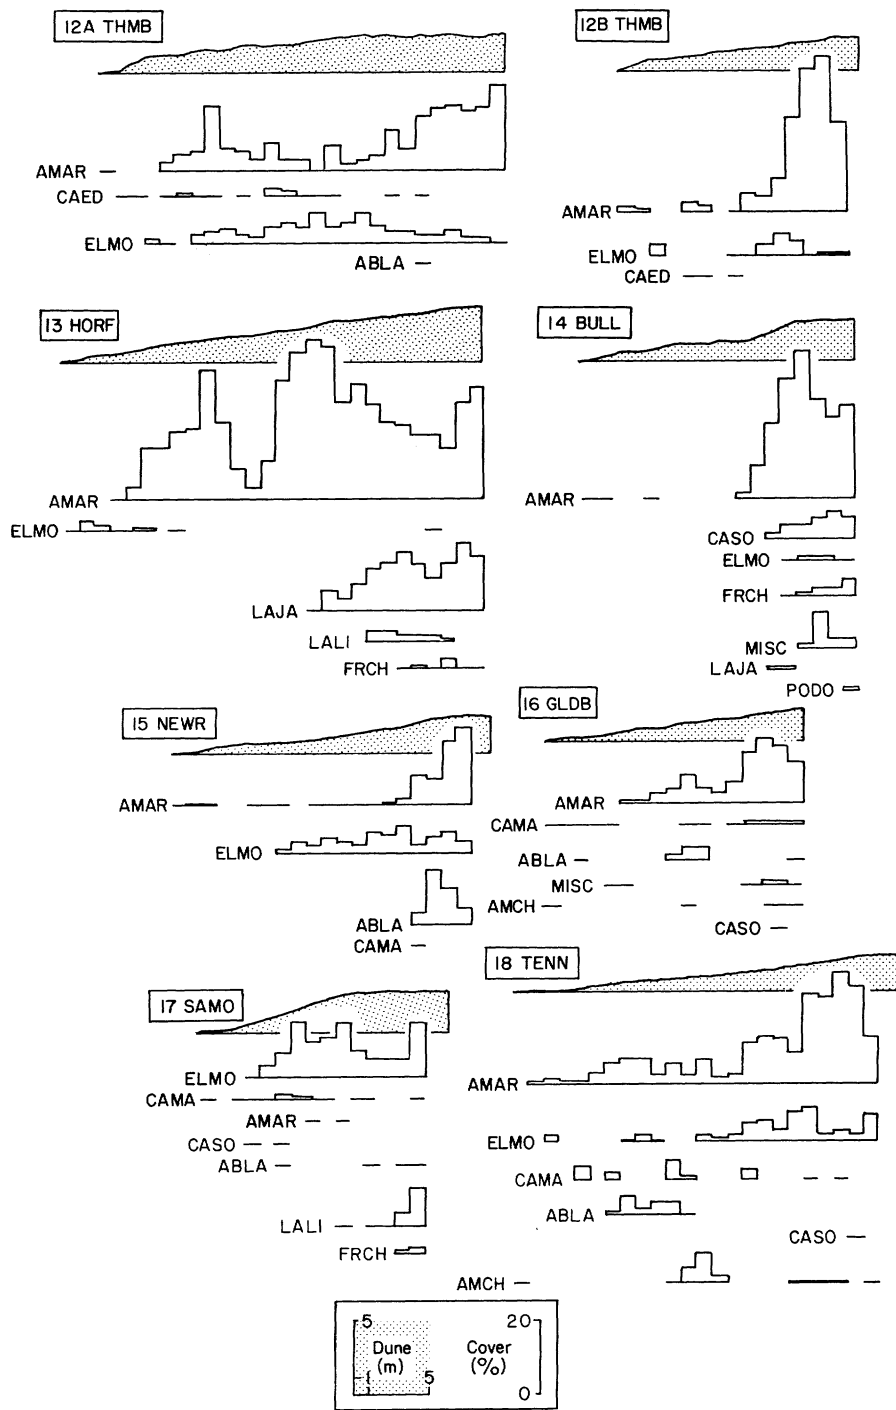 12A THMB
AMAR
CAED
ELMO
ABLA
12B THMB
AMAR
ELMO
CAED
13 HORF
AMAR
ELMO
LAJA
LALI
FRCH
14 BULL
AMAR
CASO
ELMO
FRCH
MISC
LAJA
PODO
15 NEWR
AMAR
ELMO
ABLA
CAMA
16 GLDB
AMAR
CAMA
ABLA
MISC
AMCH
CASO
17 SAMO
ELMO
CAMA
AMAR
CASO
ABLA
LALI
FRCH
18 TENN
AMAR
ELMO
CAMA
ABLA
CASO
AMCH
5 20
Dune Cover
(m) (%)
1 5 0